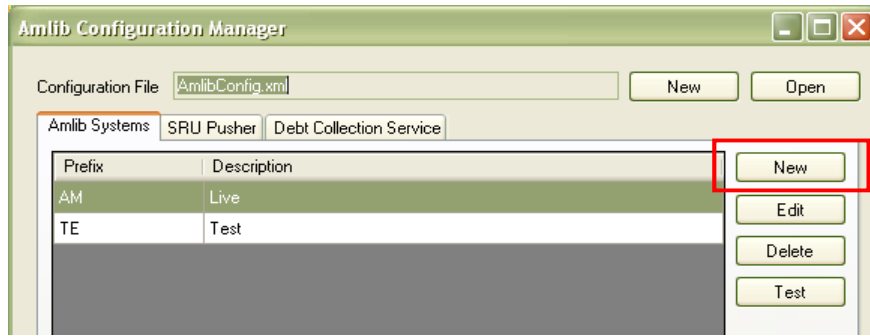 Amlib Configuration Manager
Configuration File AmlibConfig.xml New Open
Amlib Systems SRU Pusher Debt Collection Service
Prefix Description New
AM Live
Edit
TE Test
Delete
Test